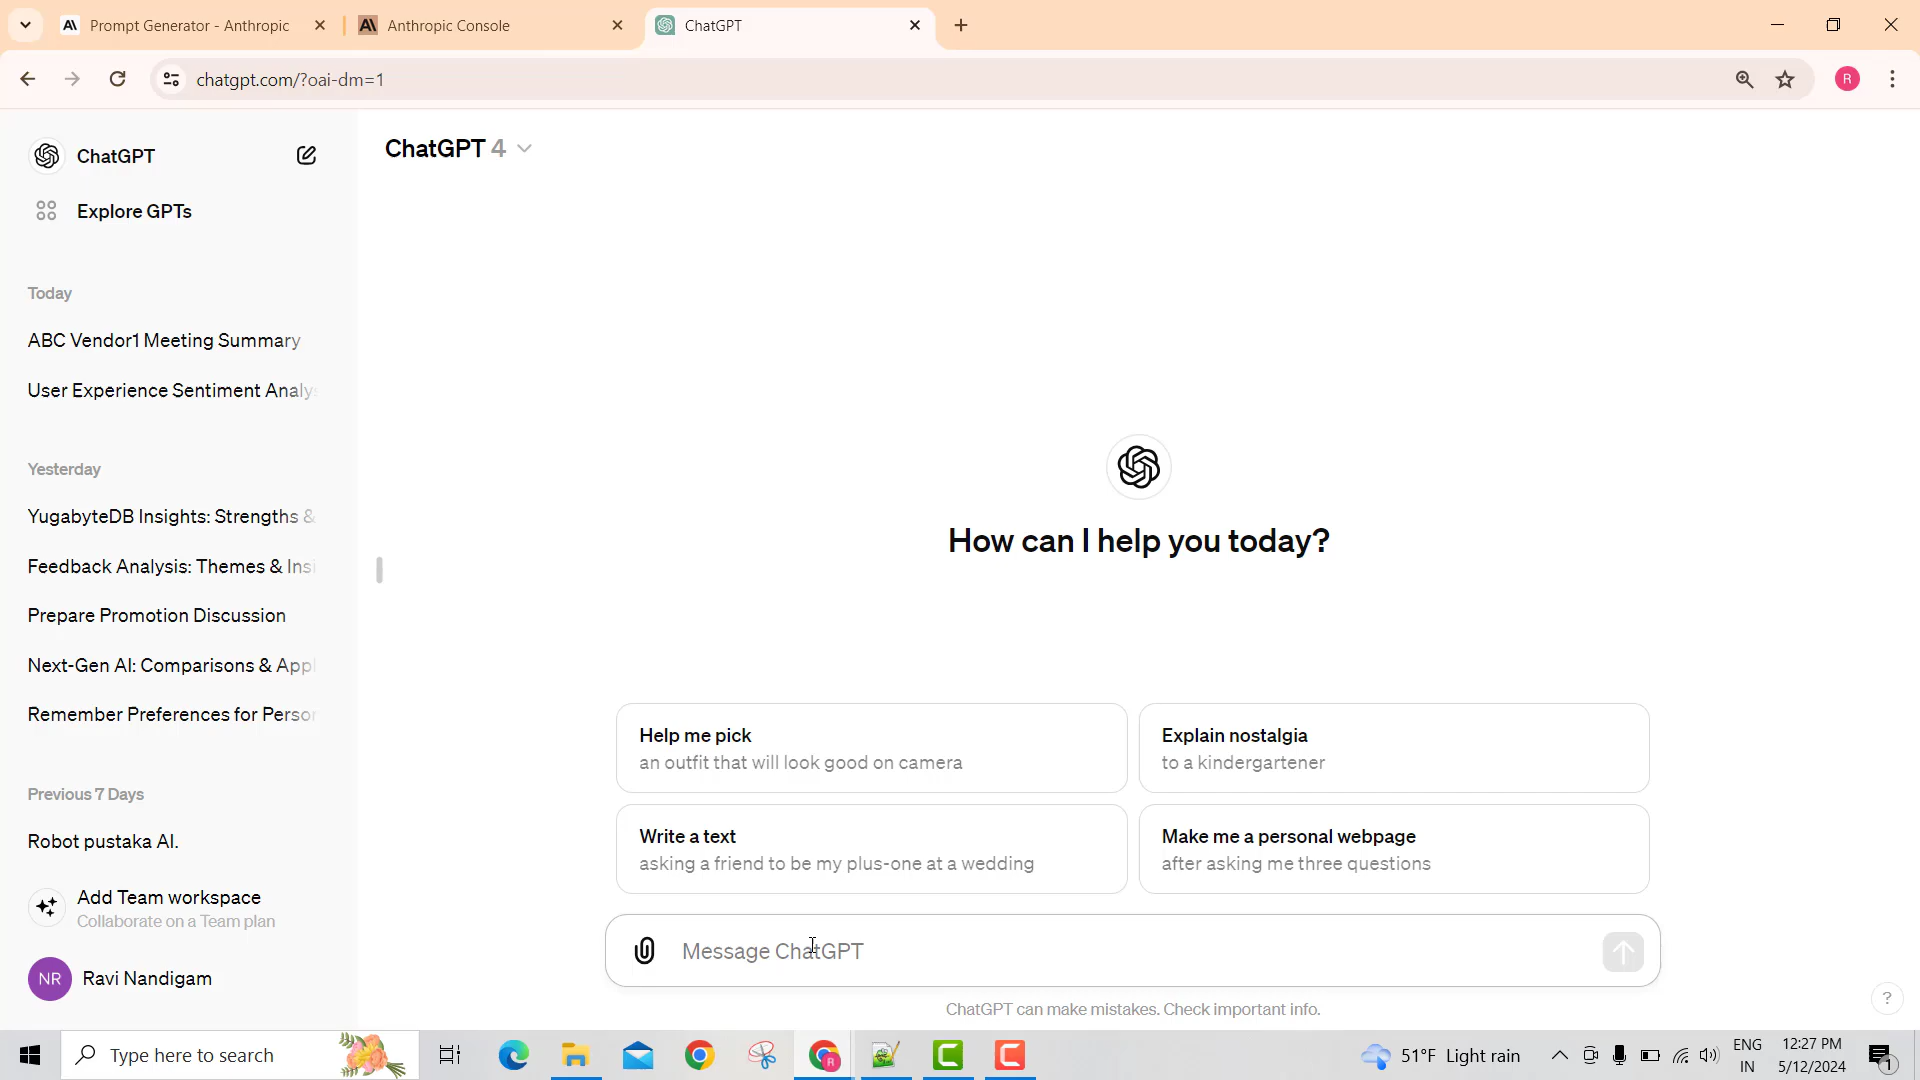 Prompt Generator - Anthropic
Anthropic Console
ChatGPT
chatgpt.com/?oai-dm=1
R
ChatGPT
Explore GPTs
Today
ABC Vendor1 Meeting Summary
User Experience Sentiment Analys
Yesterday
YugabyteDB Insights: Strengths &
Feedback Analysis: Themes & Insi
Prepare Promotion Discussion
Next-Gen AI: Comparisons & Appl
Remember Preferences for Person
Previous 7 Days
Robot pustaka AI.
Add Team workspace
Collaborate on a Team plan
NR Ravi Nandigam
ChatGPT 4
How can I help you today?
Help me pick
an outfit that will look good on camera
Explain nostalgia
to a kindergartener
Write a text
asking a friend to be my plus-one at a wedding
Make me a personal webpage
after asking me three questions
Message ChatGPT
ChatGPT can make mistakes. Check important info.
?
Type here to search
R
51°F Light rain
ENG
IN
12:27 PM
5/12/2024
1